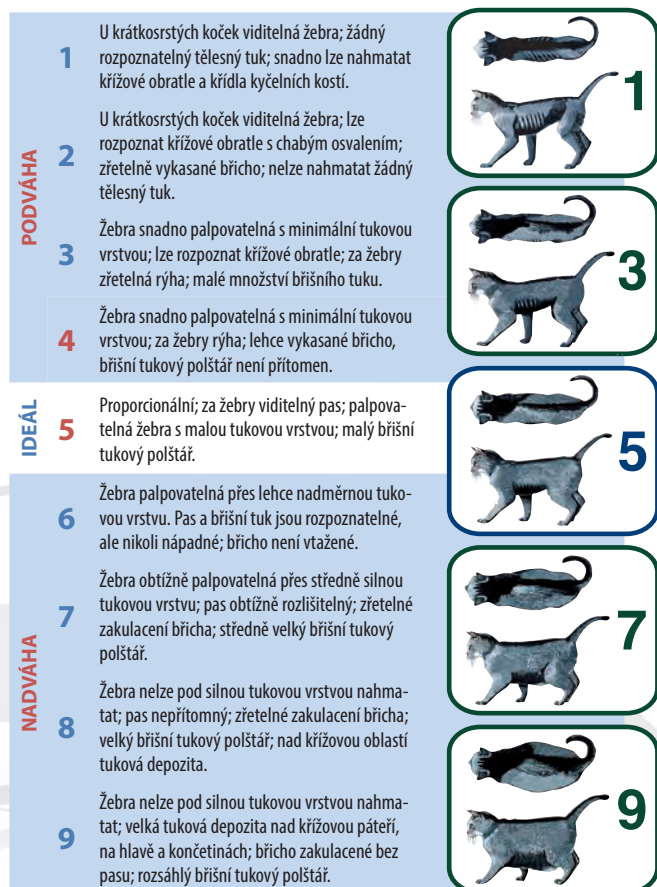 PODVÁHA
1
U krátkosrstých koček viditelná žebra; žádný
rozpoznatelný tělesný tuk; snadno lze nahmatat
křížové obratle a křídla kyčelních kostí.
2
U krátkosrstých koček viditelná žebra; lze
rozpoznat křížové obratle s chabým osvalením;
zřetelně vykasané břicho; nelze nahmatat žádný
tělesný tuk.
3
Žebra snadno palpovatelná s minimální tukovou
vrstvou; lze rozpoznat křížové obratle; za žebry
zřetelná rýha; malé množství břišního tuku.
4
Žebra snadno palpovatelná s minimální tukovou
vrstvou; za žebry rýha; lehce vykasané břicho,
břišní tukový polštář není přítomen.
IDEÁL
5
Proporcionální; za žebry viditelný pas; palpova-
telná žebra s malou tukovou vrstvou; malý břišní
tukový polštář.
NADVÁHA
6
Žebra palpovatelná přes lehce nadměrnou tuko-
vou vrstvu. Pas a břišní tuk jsou rozpoznatelné,
ale nikoli nápadné; břicho není vtažené.
7
Žebra obtížně palpovatelná přes středně silnou
tukovou vrstvu; pas obtížně rozlišitelný; zřetelné
zakulacení břicha; středně velký břišní tukový
polštář.
8
Žebra nelze pod silnou tukovou vrstvou nahma-
tat; pas nepřítomný; zřetelné zakulacení břicha;
velký břišní tukový polštář; nad křížovou oblastí
tuková depozita.
9
Žebra nelze pod silnou tukovou vrstvou nahma-
tat; velká tuková depozita nad křížovou páteří,
na hlavě a končetinách; břicho zakulacené bez
pasu; rozsáhlý břišní tukový polštář.
1
3
5
7
9